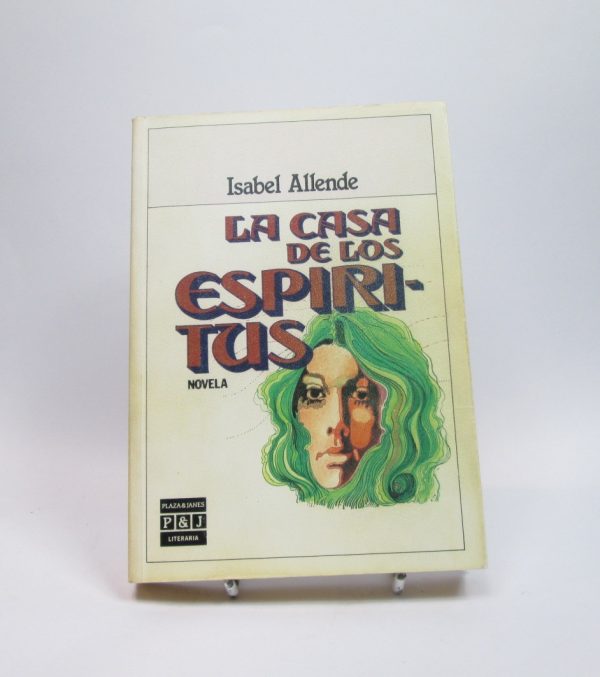 Isabel Allende
LA CASA
DE LOS
ESPIRI-
TUS
NOVELA
PLAZA & JANES
P & J
LITERARIA